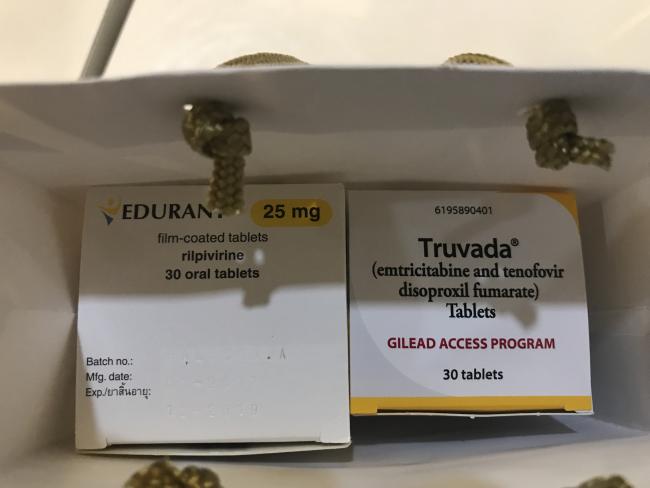 EDURANT 25 mg
film-coated tablets
rilpivirine
30 oral tablets
Batch no.:
Mfg. date:
Exp./ยาสิ้นอายุ:
6195890401
Truvada®
(emtricitabine and tenofovir
disoproxil fumarate)
Tablets
GILEAD ACCESS PROGRAM
30 tablets